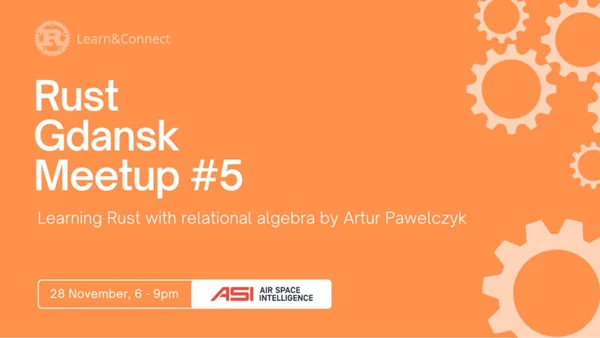 R Learn&Connect
Rust
Gdansk
Meetup #5
Learning Rust with relational algebra by Artur Pawelczyk
28 November, 6 - 9pm
ASI AIR SPACE
INTELLIGENCE